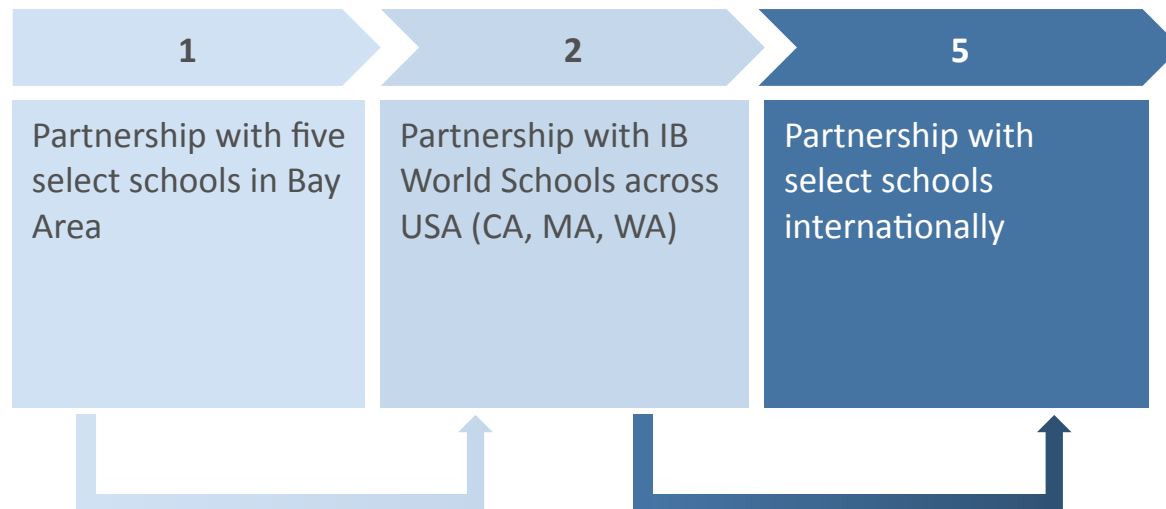 1
2
5
Partnership with five
select schools in Bay
Area
Partnership with IB
World Schools across
USA (CA, MA, WA)
Partnership with
select schools
internationally